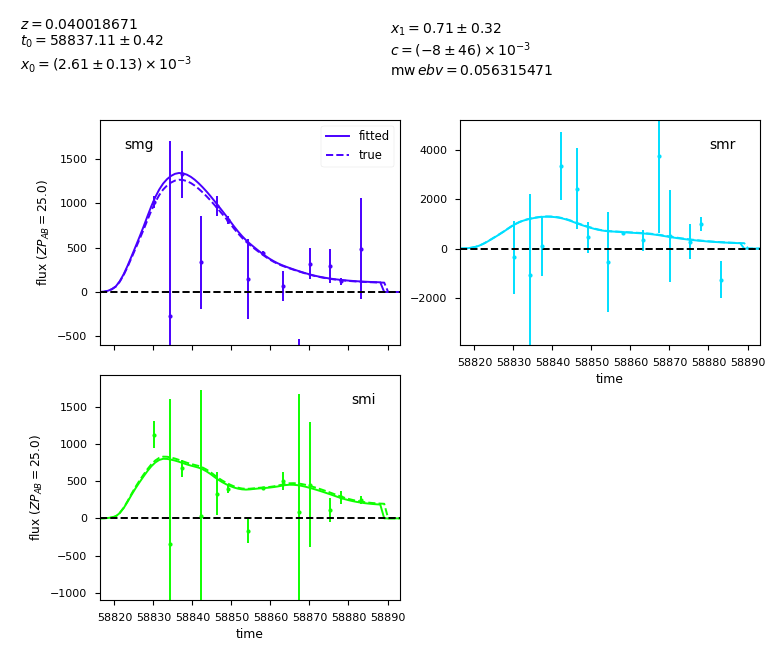 z = 0.040018671
t₀ = 58837.11 ± 0.42
x₀ = (2.61 ± 0.13) × 10⁻³
x₁ = 0.71 ± 0.32
c = (−8 ± 46) × 10⁻³
mw ebv = 0.056315471
smg
fitted
true
1500
1000
500
0
−500
flux (ZP_AB = 25.0)
smr
4000
2000
0
−2000
58820 58830 58840 58850 58860 58870 58880 58890
time
smi
1500
1000
500
0
−500
−1000
flux (ZP_AB = 25.0)
58820 58830 58840 58850 58860 58870 58880 58890
time